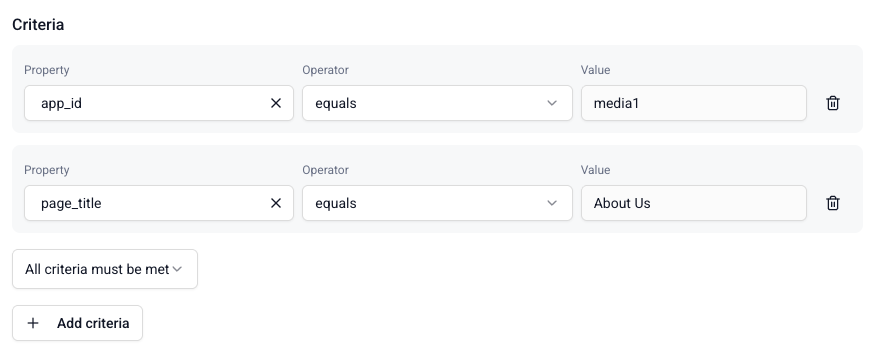 Criteria
Property Operator Value
app_id equals media1
Property Operator Value
page_title equals About Us
All criteria must be met
Add criteria